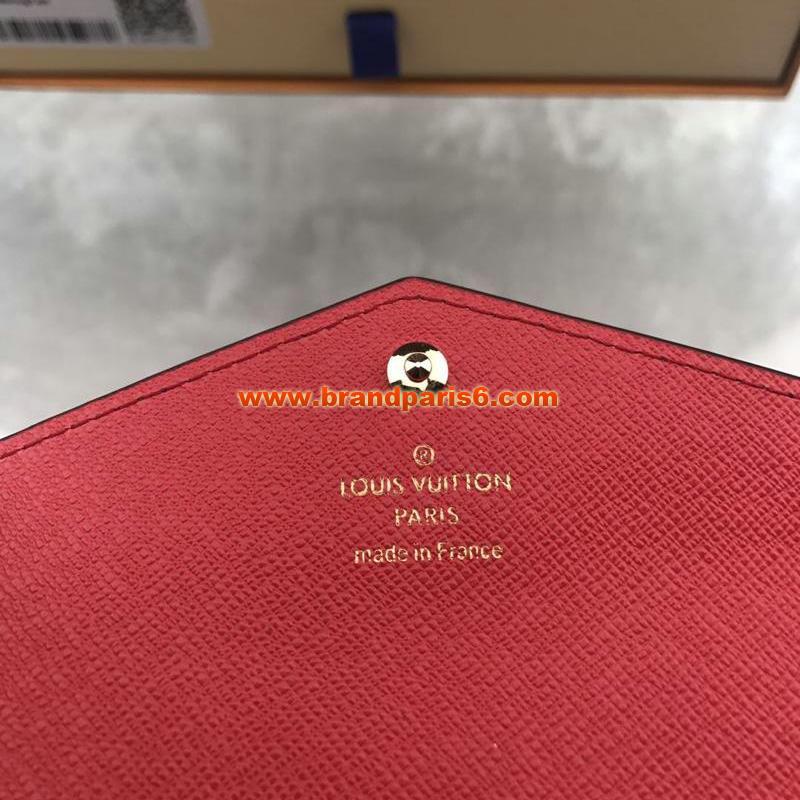 www.brandparis6.com
®
LOUIS VUITTON
PARIS
made in France